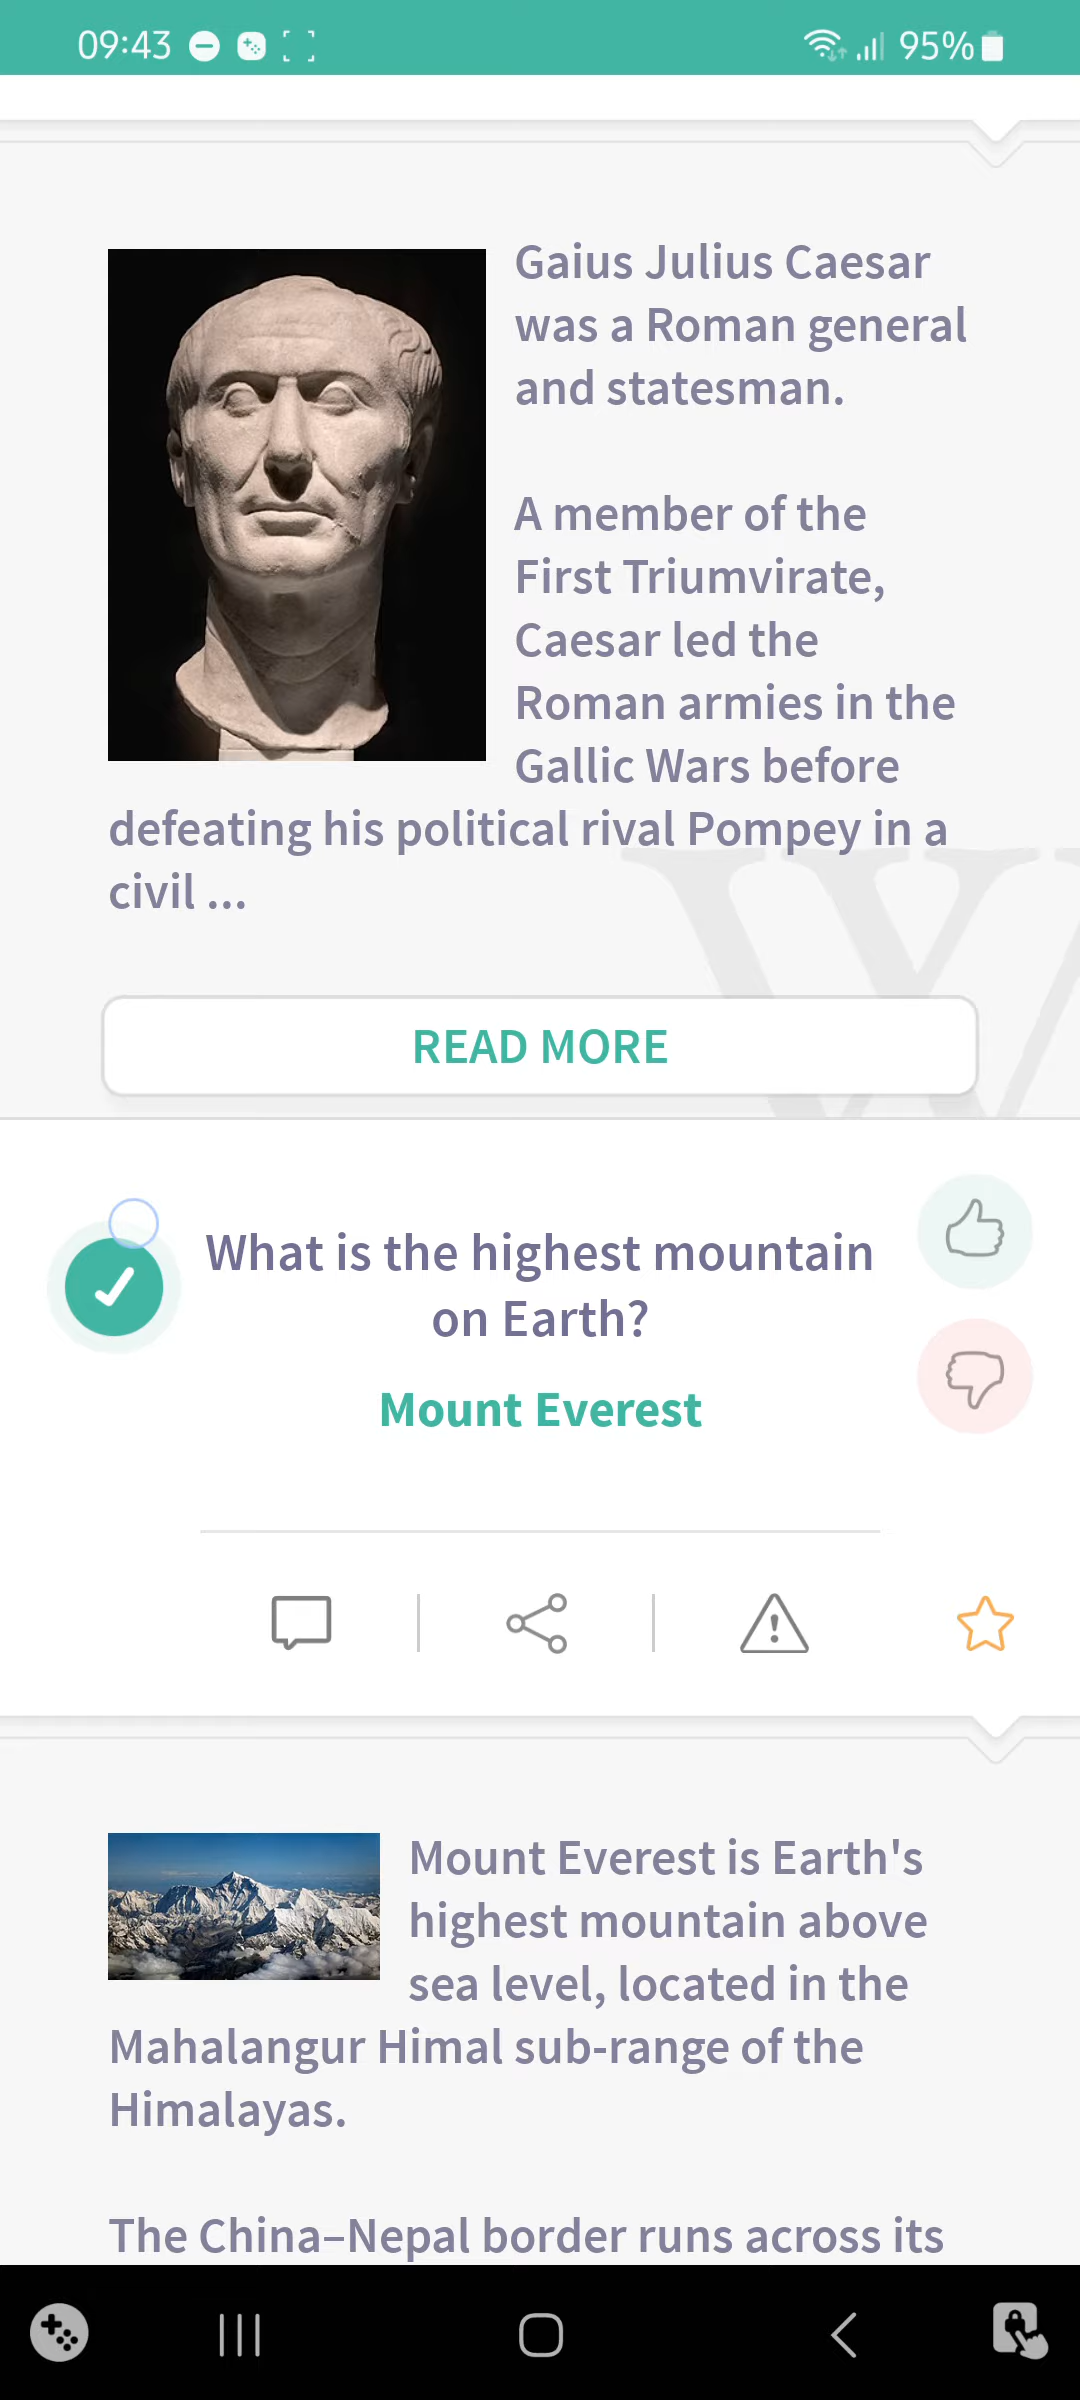 09:43
95%
Gaius Julius Caesar
was a Roman general
and statesman.
A member of the
First Triumvirate,
Caesar led the
Roman armies in the
Gallic Wars before
defeating his political rival Pompey in a
civil ...
READ MORE
What is the highest mountain
on Earth?
Mount Everest
Mount Everest is Earth's
highest mountain above
sea level, located in the
Mahalangur Himal sub-range of the
Himalayas.
The China–Nepal border runs across its